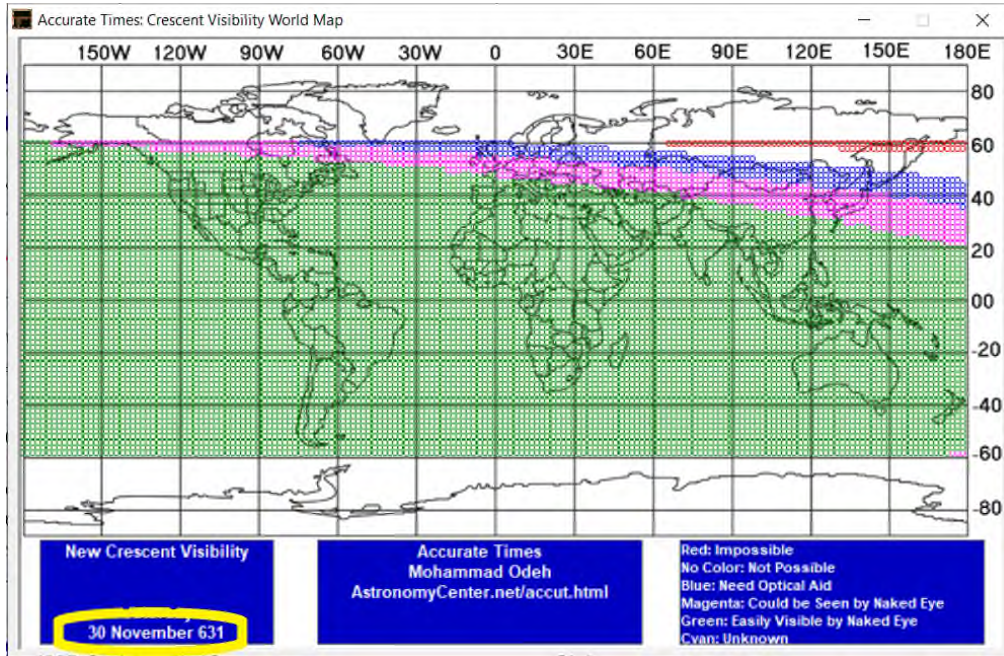 Accurate Times: Crescent Visibility World Map
150W 120W 90W 60W 30W 0 30E 60E 90E 120E 150E 180E
80
60
40
20
00
-20
-40
-60
-80
New Crescent Visibility
30 November 631
Accurate Times
Mohammad Odeh
AstronomyCenter.net/accut.html
Red: Impossible
No Color: Not Possible
Blue: Need Optical Aid
Magenta: Could be Seen by Naked Eye
Green: Easily Visible by Naked Eye
Cyan: Unknown